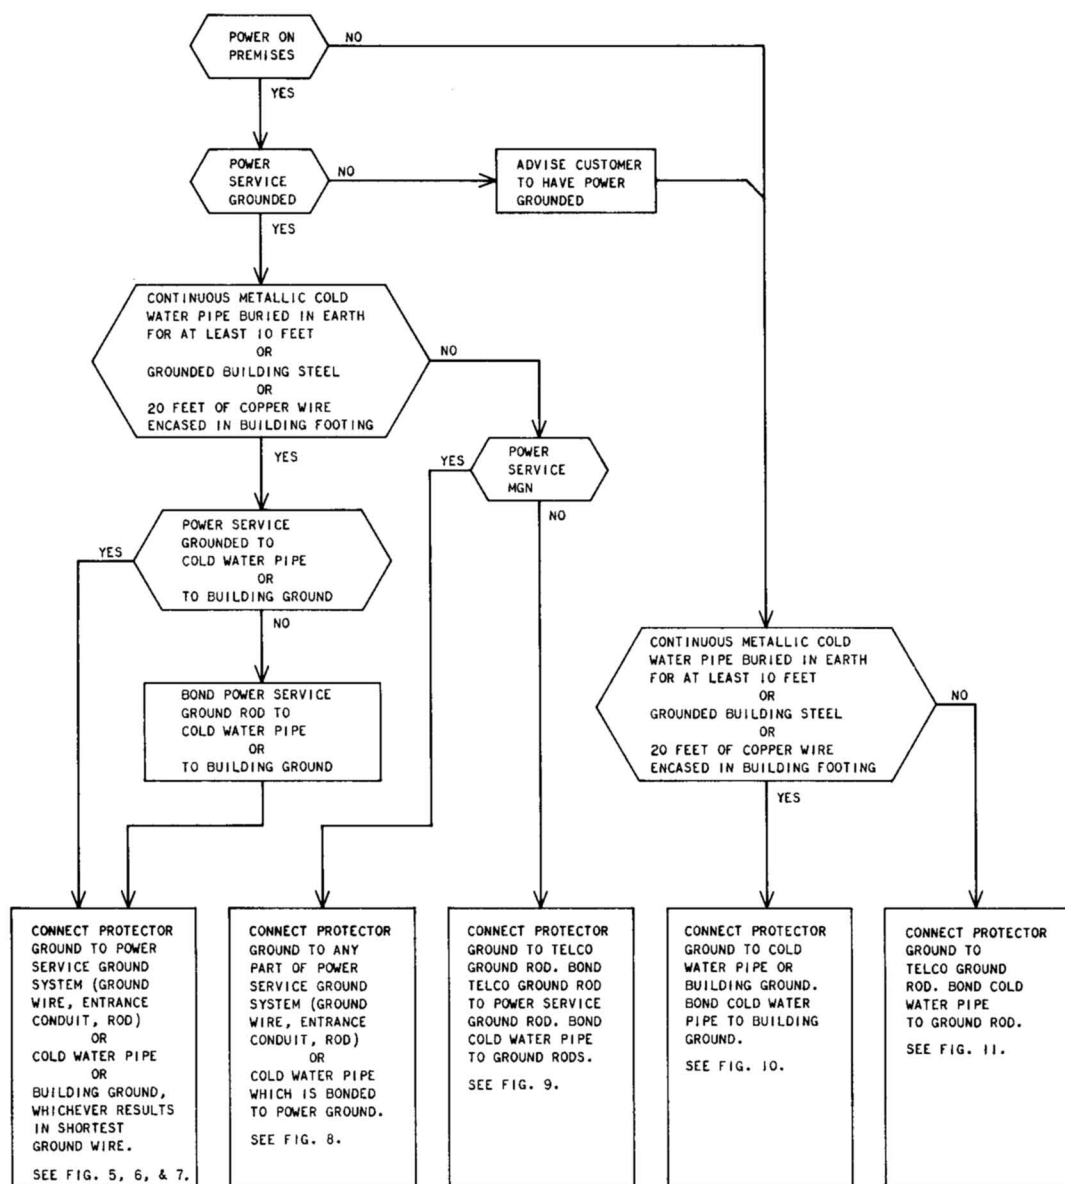 POWER ON
PREMISES
NO
YES
POWER
SERVICE
GROUNDED
NO
ADVISE CUSTOMER
TO HAVE POWER
GROUNDED
YES
CONTINUOUS METALLIC COLD
WATER PIPE BURIED IN EARTH
FOR AT LEAST 10 FEET
OR
GROUNDED BUILDING STEEL
OR
20 FEET OF COPPER WIRE
ENCASED IN BUILDING FOOTING
NO
YES
POWER
SERVICE
MGN
YES
NO
POWER SERVICE
GROUNDED TO
COLD WATER PIPE
OR
TO BUILDING GROUND
YES
NO
BOND POWER SERVICE
GROUND ROD TO
COLD WATER PIPE
OR
TO BUILDING GROUND
CONTINUOUS METALLIC COLD
WATER PIPE BURIED IN EARTH
FOR AT LEAST 10 FEET
OR
GROUNDED BUILDING STEEL
OR
20 FEET OF COPPER WIRE
ENCASED IN BUILDING FOOTING
NO
YES
CONNECT PROTECTOR
GROUND TO POWER
SERVICE GROUND
SYSTEM (GROUND
WIRE, ENTRANCE
CONDUIT, ROD)
OR
COLD WATER PIPE
OR
BUILDING GROUND,
WHICHEVER RESULTS
IN SHORTEST
GROUND WIRE.
SEE FIG. 5, 6, & 7.
CONNECT PROTECTOR
GROUND TO ANY
PART OF POWER
SERVICE GROUND
SYSTEM (GROUND
WIRE, ENTRANCE
CONDUIT, ROD)
OR
COLD WATER PIPE
WHICH IS BONDED
TO POWER GROUND.
SEE FIG. 8.
CONNECT PROTECTOR
GROUND TO TELCO
GROUND ROD. BOND
TELCO GROUND ROD
TO POWER SERVICE
GROUND ROD. BOND
COLD WATER PIPE
TO GROUND RODS.
SEE FIG. 9.
CONNECT PROTECTOR
GROUND TO COLD
WATER PIPE OR
BUILDING GROUND.
BOND COLD WATER
PIPE TO BUILDING
GROUND.
SEE FIG. 10.
CONNECT PROTECTOR
GROUND TO
TELCO GROUND
ROD. BOND COLD
WATER PIPE
TO GROUND ROD.
SEE FIG. 11.